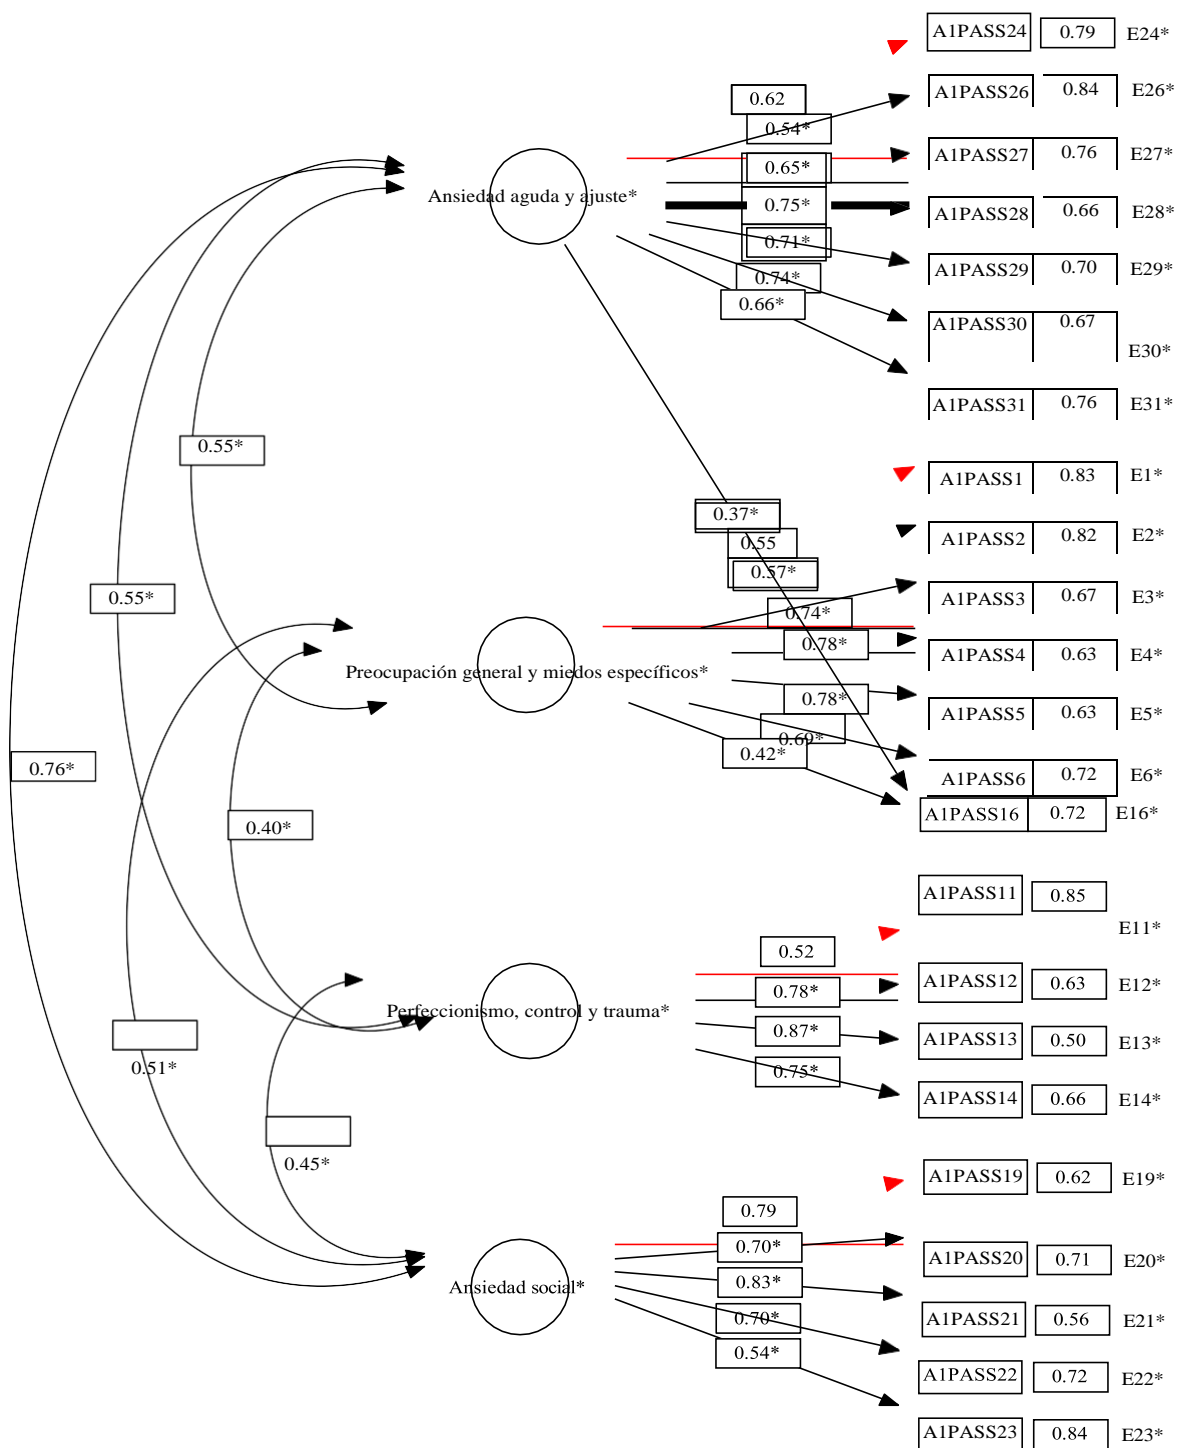 A1PASS24 0.79 E24*
0.62
A1PASS26 0.84 E26*
0.54*
0.65*
A1PASS27 0.76 E27*
Ansiedad aguda y ajuste*
0.75*
A1PASS28 0.66 E28*
0.71*
A1PASS29 0.70 E29*
0.74*
0.66*
A1PASS30 0.67
E30*
A1PASS31 0.76 E31*
0.55*
A1PASS1 0.83 E1*
0.37*
A1PASS2 0.82 E2*
0.55
0.57*
0.55*
A1PASS3 0.67 E3*
0.74*
0.78*
A1PASS4 0.63 E4*
Preocupación general y miedos específicos*
0.78*
A1PASS5 0.63 E5*
0.69*
0.42*
0.76*
A1PASS6 0.72 E6*
A1PASS16 0.72 E16*
0.40*
A1PASS11 0.85
E11*
0.52
A1PASS12 0.63 E12*
0.78*
Perfeccionismo, control y trauma*
0.87*
A1PASS13 0.50 E13*
0.51*
0.75*
A1PASS14 0.66 E14*
0.45*
A1PASS19 0.62 E19*
0.79
0.70*
A1PASS20 0.71 E20*
0.83*
Ansiedad social*
0.70*
A1PASS21 0.56 E21*
0.54*
A1PASS22 0.72 E22*
A1PASS23 0.84 E23*